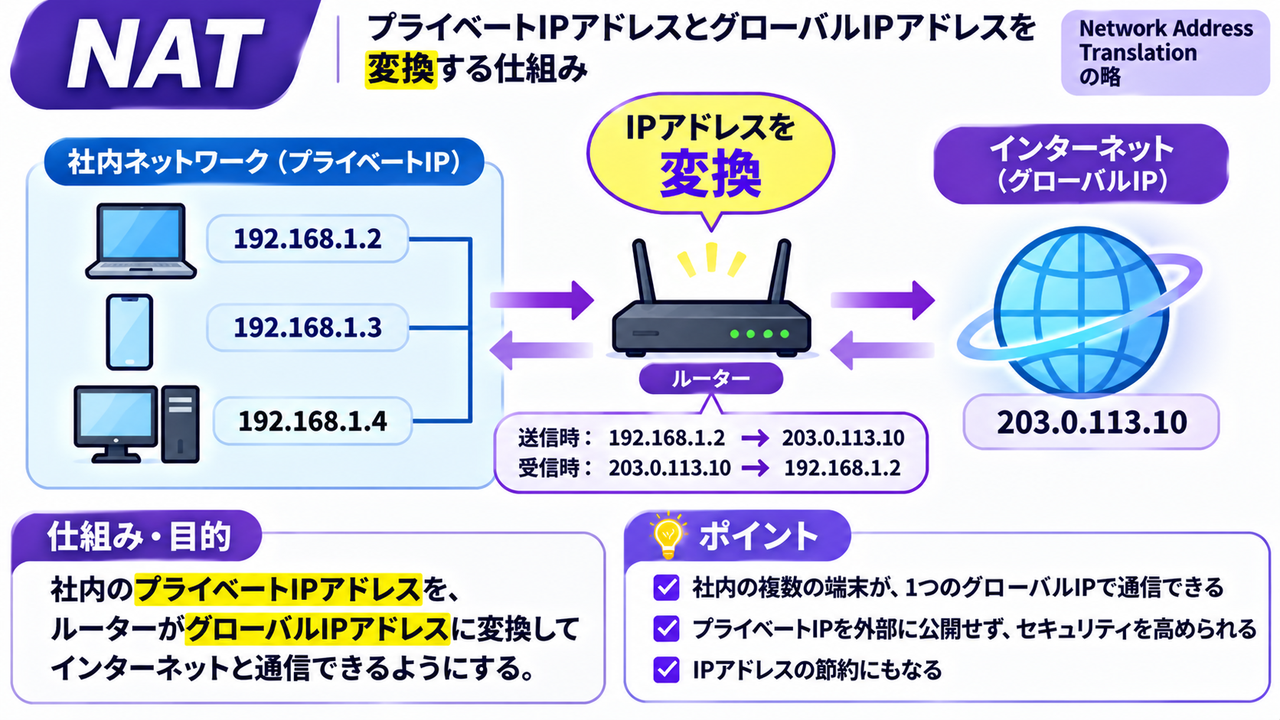 NAT
プライベートIPアドレスとグローバルIPアドレスを
変換する仕組み
Network Address
Translation
の略
社内ネットワーク（プライベートIP）
192.168.1.2
192.168.1.3
192.168.1.4
IPアドレスを
変換
ルーター
送信時： 192.168.1.2 → 203.0.113.10
受信時： 203.0.113.10 → 192.168.1.2
インターネット
（グローバルIP）
203.0.113.10
仕組み・目的
社内のプライベートIPアドレスを、
ルーターがグローバルIPアドレスに変換して
インターネットと通信できるようにする。
ポイント
社内の複数の端末が、1つのグローバルIPで通信できる
プライベートIPを外部に公開せず、セキュリティを高められる
IPアドレスの節約にもなる